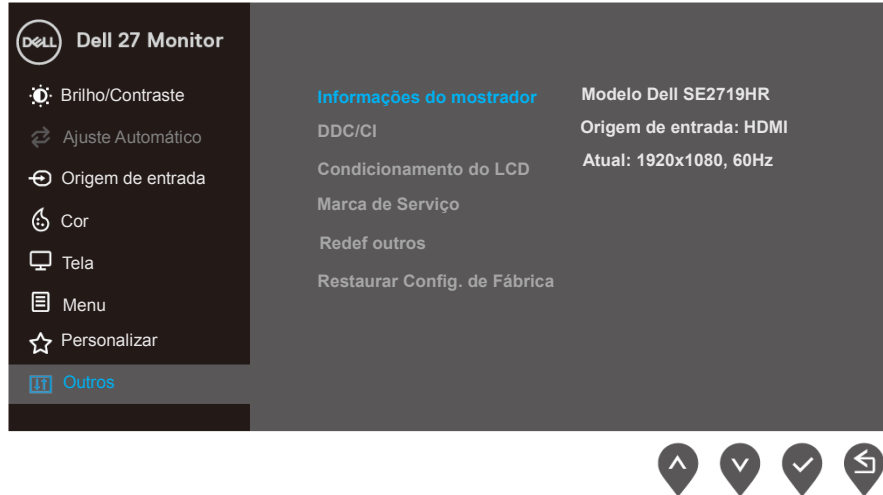 DELL Dell 27 Monitor
Brilho/Contraste
Ajuste Automático
Origem de entrada
Cor
Tela
Menu
Personalizar
Outros
Informações do mostrador
DDC/CI
Condicionamento do LCD
Marca de Serviço
Redef outros
Restaurar Config. de Fábrica
Modelo Dell SE2719HR
Origem de entrada: HDMI
Atual: 1920x1080, 60Hz